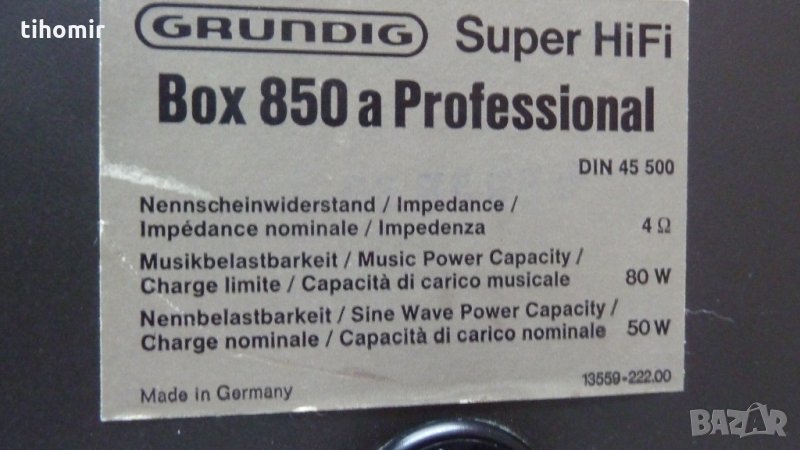 tihomir
GRUNDIG Super HiFi
Box 850 a Professional
DIN 45 500
Nennscheinwiderstand / Impedance /
Impédance nominale / Impedenza 4 Ω
Musikbelastbarkeit / Music Power Capacity /
Charge limite / Capacità di carico musicale 80 W
Nennbelastbarkeit / Sine Wave Power Capacity /
Charge nominale / Capacità di carico nominale 50 W
13559-222.00
Made in Germany
BAZAR